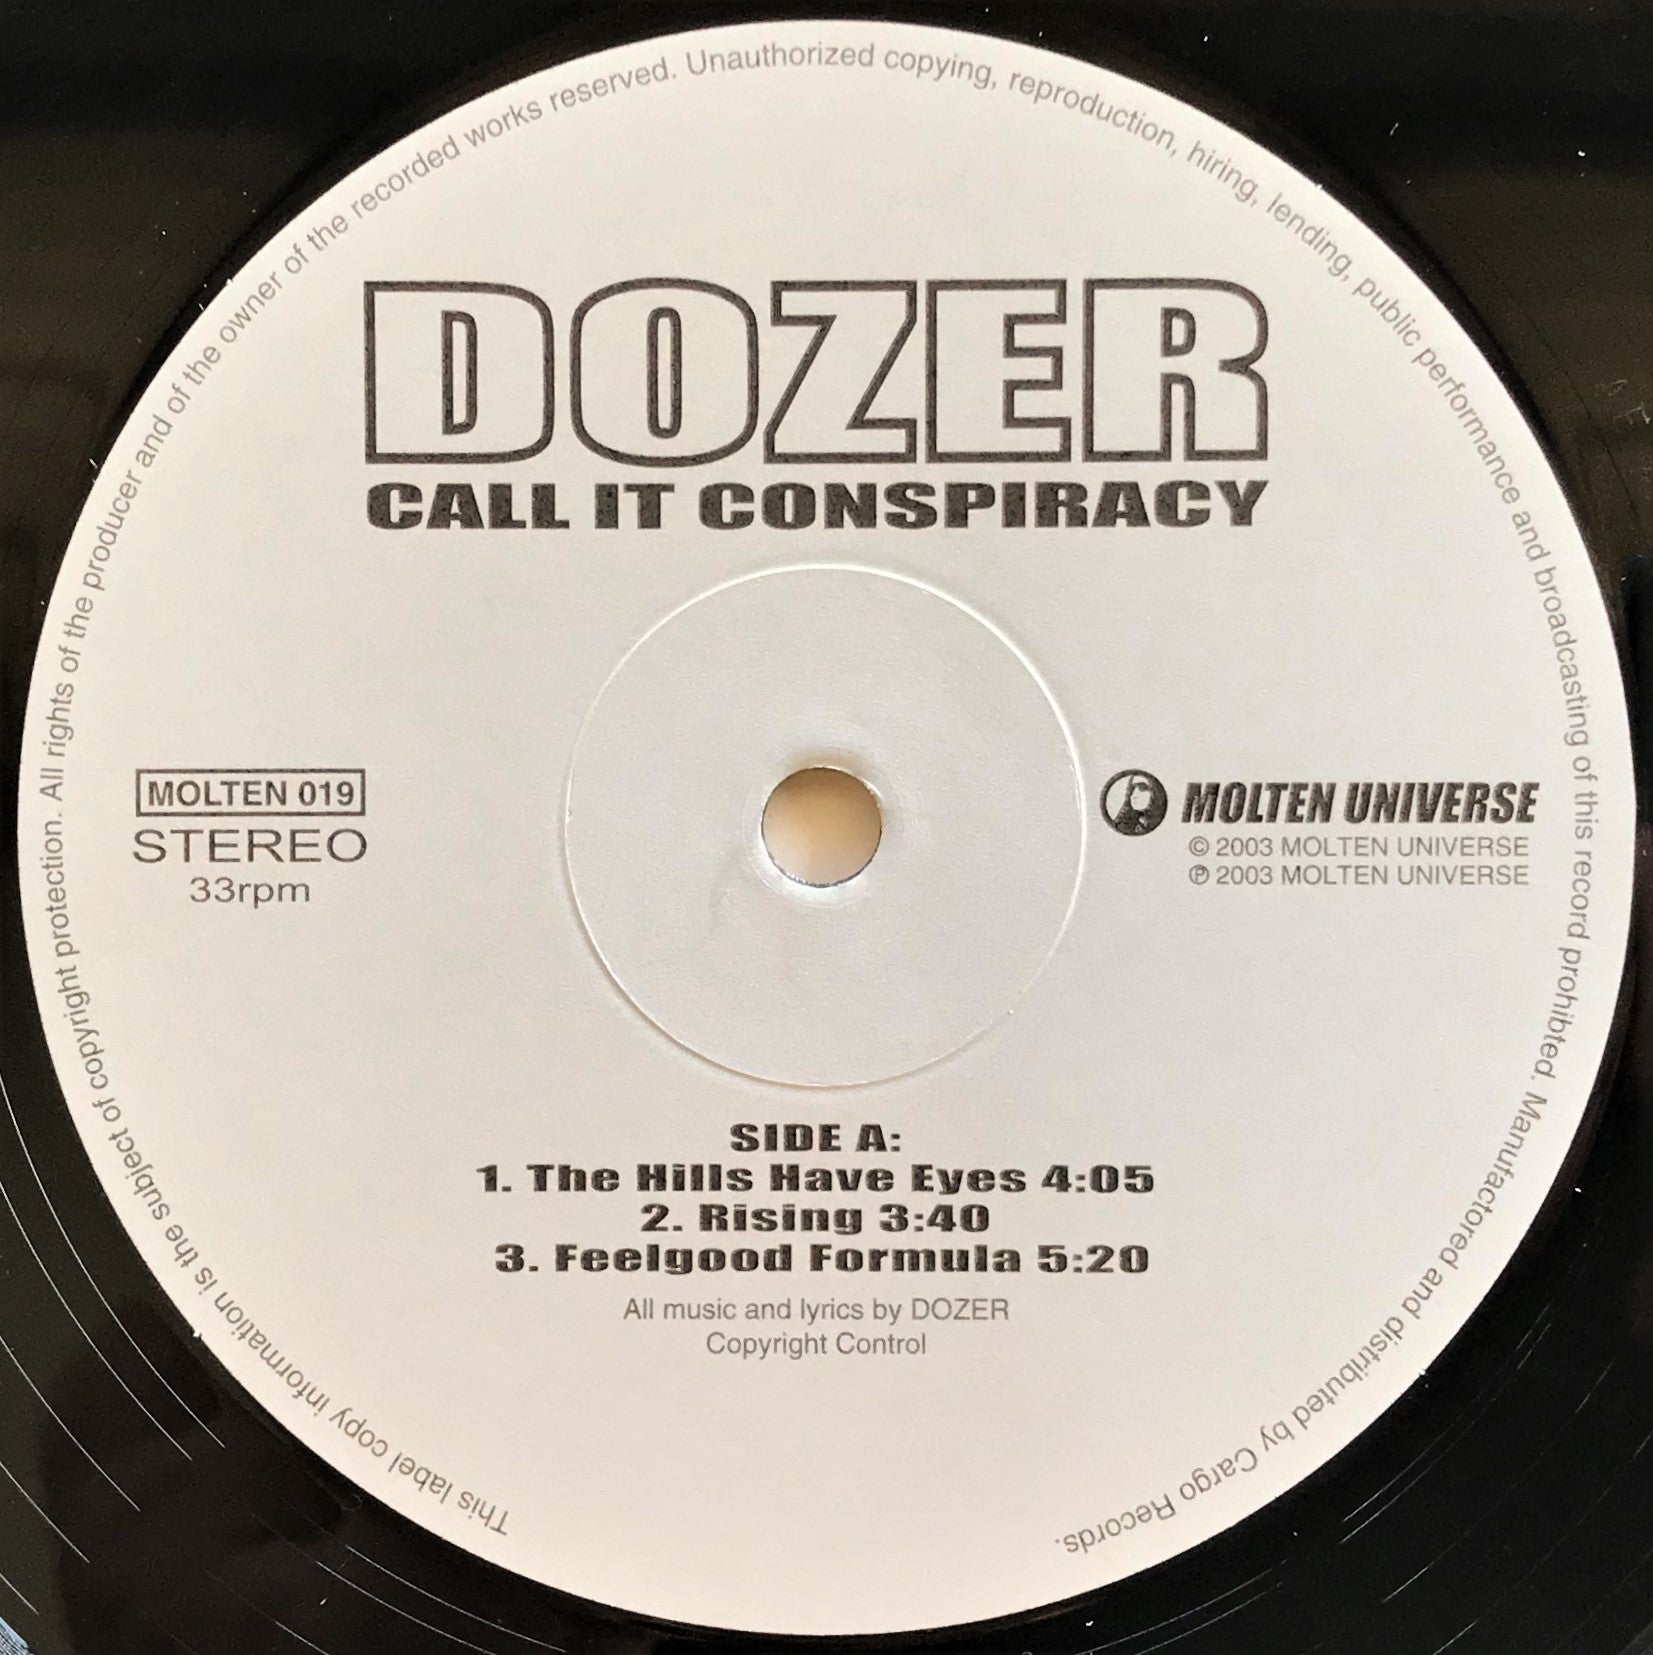 This label copy information is the subject of copyright protection. All rights of the producer and of the owner of the recorded works reserved. Unauthorized copying, reproduction, hiring, lending, public performance and broadcasting of this record prohibted. Manufactored and distributed by Cargo Records.
DOZER
CALL IT CONSPIRACY
MOLTEN 019
STEREO
33rpm
MOLTEN UNIVERSE
© 2003 MOLTEN UNIVERSE
℗ 2003 MOLTEN UNIVERSE
SIDE A:
1. The Hills Have Eyes 4:05
2. Rising 3:40
3. Feelgood Formula 5:20
All music and lyrics by DOZER
Copyright Control